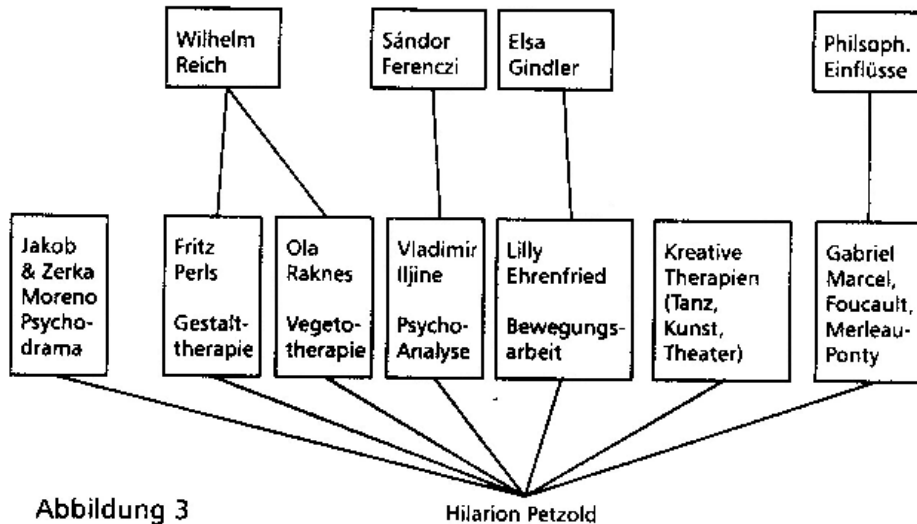 Wilhelm
Reich
Sándor
Ferenczi
Elsa
Gindler
Philsoph.
Einflüsse
Jakob
& Zerka
Moreno
Psycho-
drama
Fritz
Perls
Gestalt-
therapie
Ola
Raknes
Vegeto-
therapie
Vladimir
Iljine
Psycho-
Analyse
Lilly
Ehrenfried
Bewegungs-
arbeit
Kreative
Therapien
(Tanz,
Kunst,
Theater)
Gabriel
Marcel,
Foucault,
Merleau-
Ponty
Abbildung 3
Hilarion Petzold